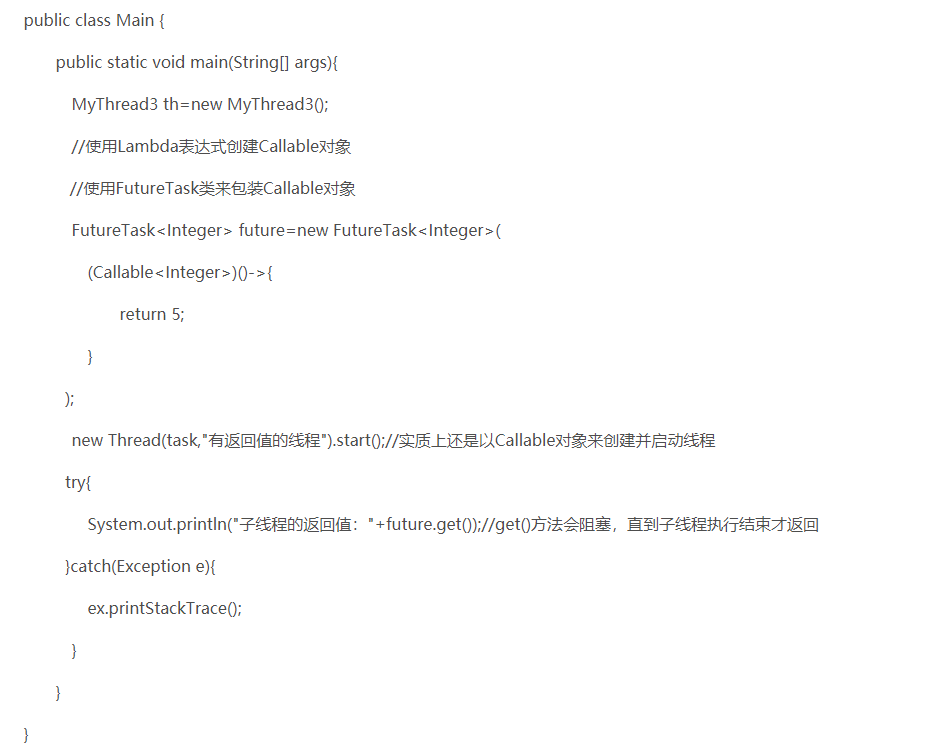 public class Main {
public static void main(String[] args){
MyThread3 th=new MyThread3();
//使用Lambda表达式创建Callable对象
//使用FutureTask类来包装Callable对象
FutureTask<Integer> future=new FutureTask<Integer>(
(Callable<Integer>)()->{
return 5;
}
);
new Thread(task,"有返回值的线程").start();//实质上还是以Callable对象来创建并启动线程
try{
System.out.println("子线程的返回值："+future.get());//get()方法会阻塞，直到子线程执行结束才返回
}catch(Exception e){
ex.printStackTrace();
}
}
}